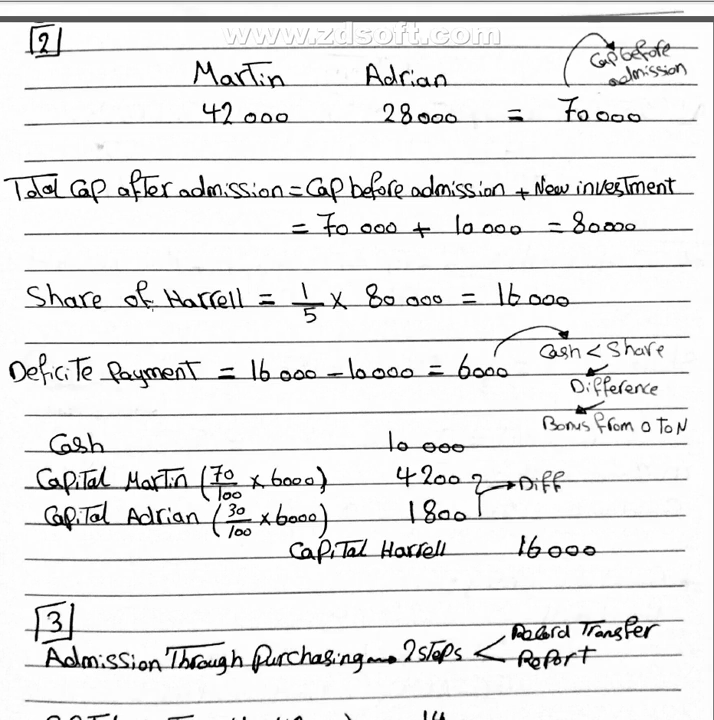 www.zdsoft.com
2
Cap before admission
Martin Adrian
42 000 28 000 = 70 000
Total Cap after admission = Cap before admission + New investment
= 70 000 + 10 000 = 80000
Share of Harrell = 1/5 × 80 000 = 16 000
Deficite Payment = 16 000 – 10 000 = 6000
Cash < Share
Difference
Bonus from O To N
Cash 10 000
Capital Martin (70/100 × 6000) 4200
Diff
Capital Adrian (30/100 × 6000) 1800
Capital Harrell 16000
3
Admission Through Purchasing 2 steps < Record Transfer
Report